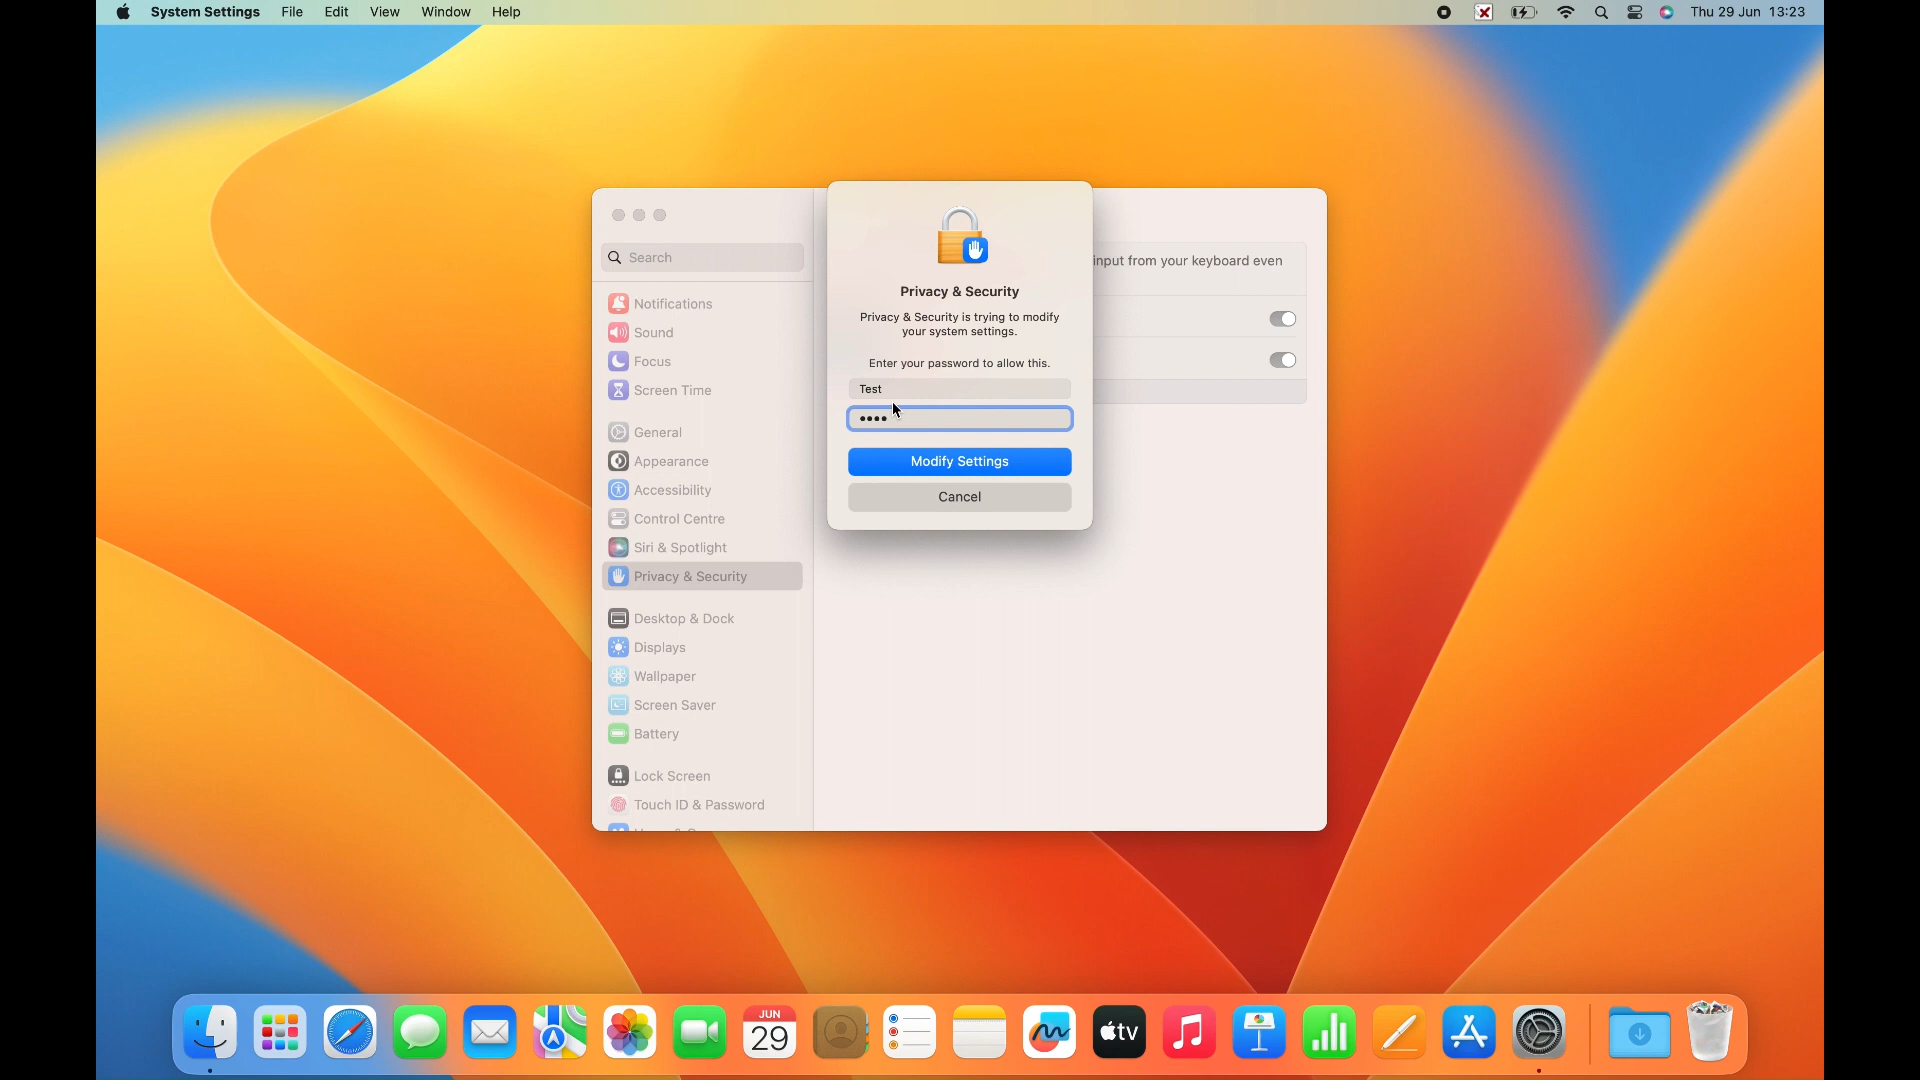 System Settings File Edit View Window Help Thu 29 Jun 13:23
Search
Notifications
Sound
Focus
Screen Time
General
Appearance
Accessibility
Control Centre
Siri & Spotlight
Privacy & Security
Desktop & Dock
Displays
Wallpaper
Screen Saver
Battery
Lock Screen
Touch ID & Password
input from your keyboard even
Privacy & Security
Privacy & Security is trying to modify
your system settings.
Enter your password to allow this.
Test
••••
Modify Settings
Cancel
JUN
29
tv